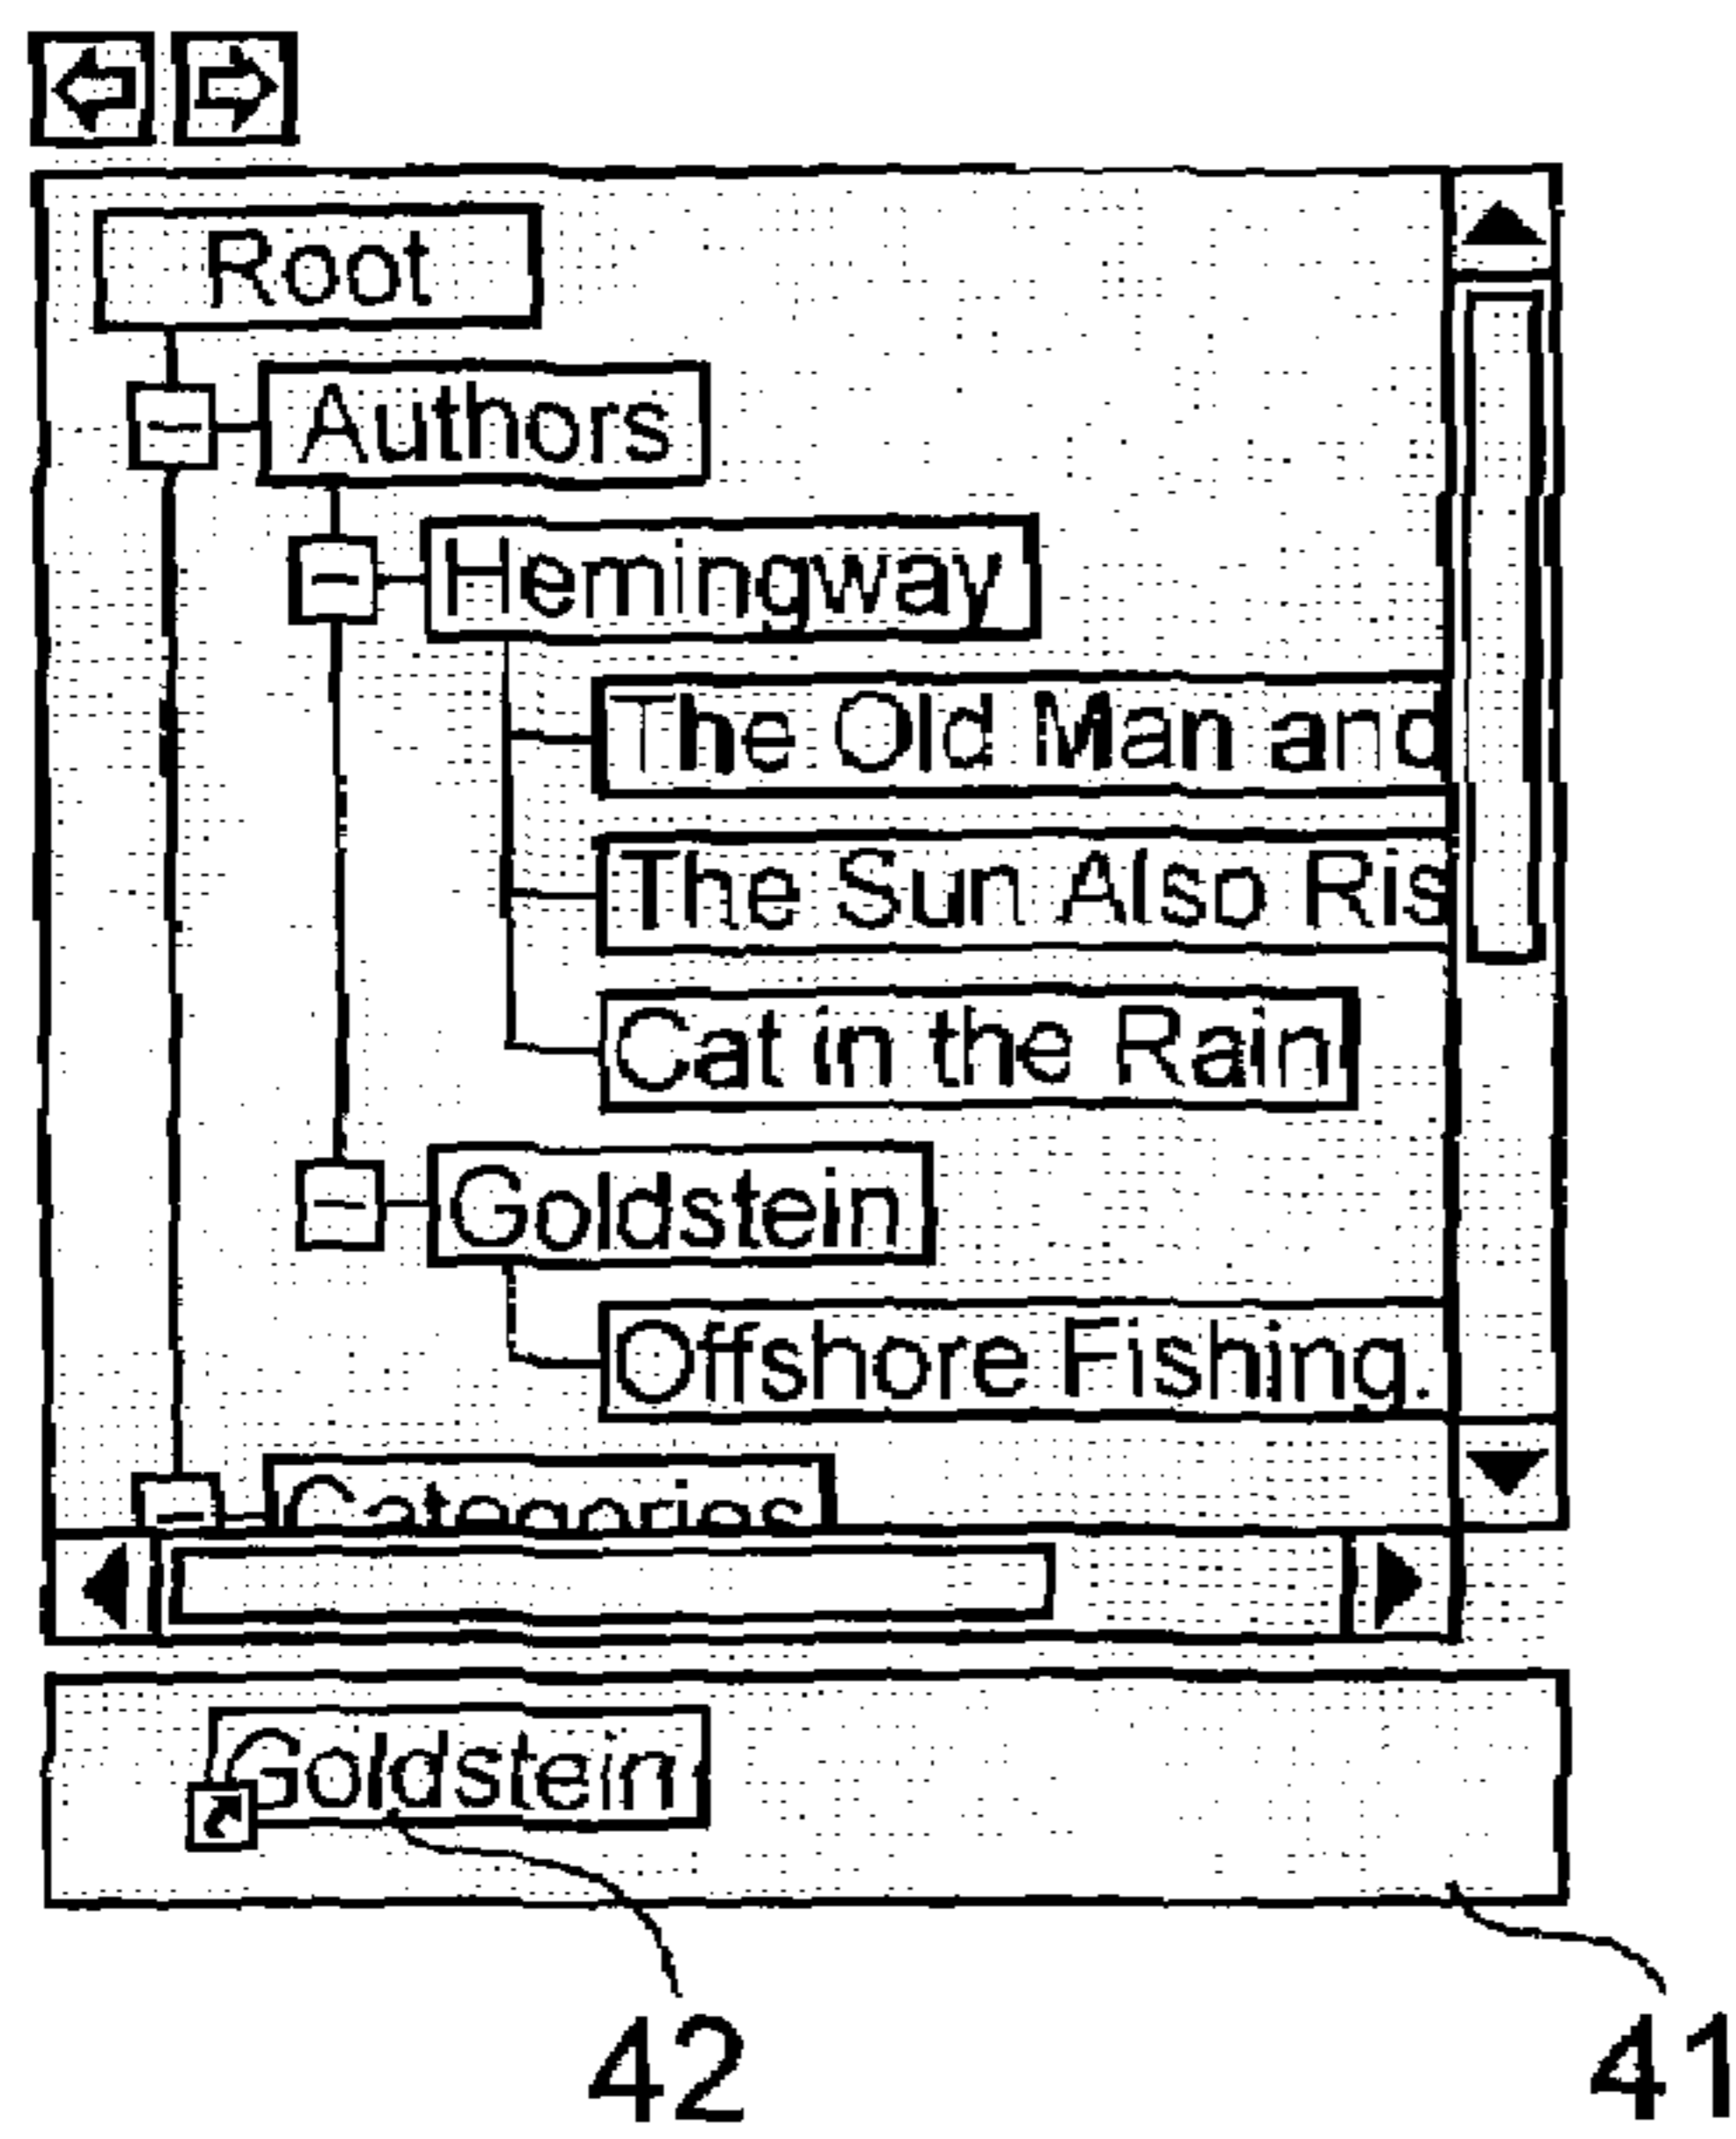 Root
Authors
Hemingway
The Old Man and
The Sun Also Ris
Cat in the Rain
Goldstein
Offshore Fishing.
Categories
Goldstein
42
41